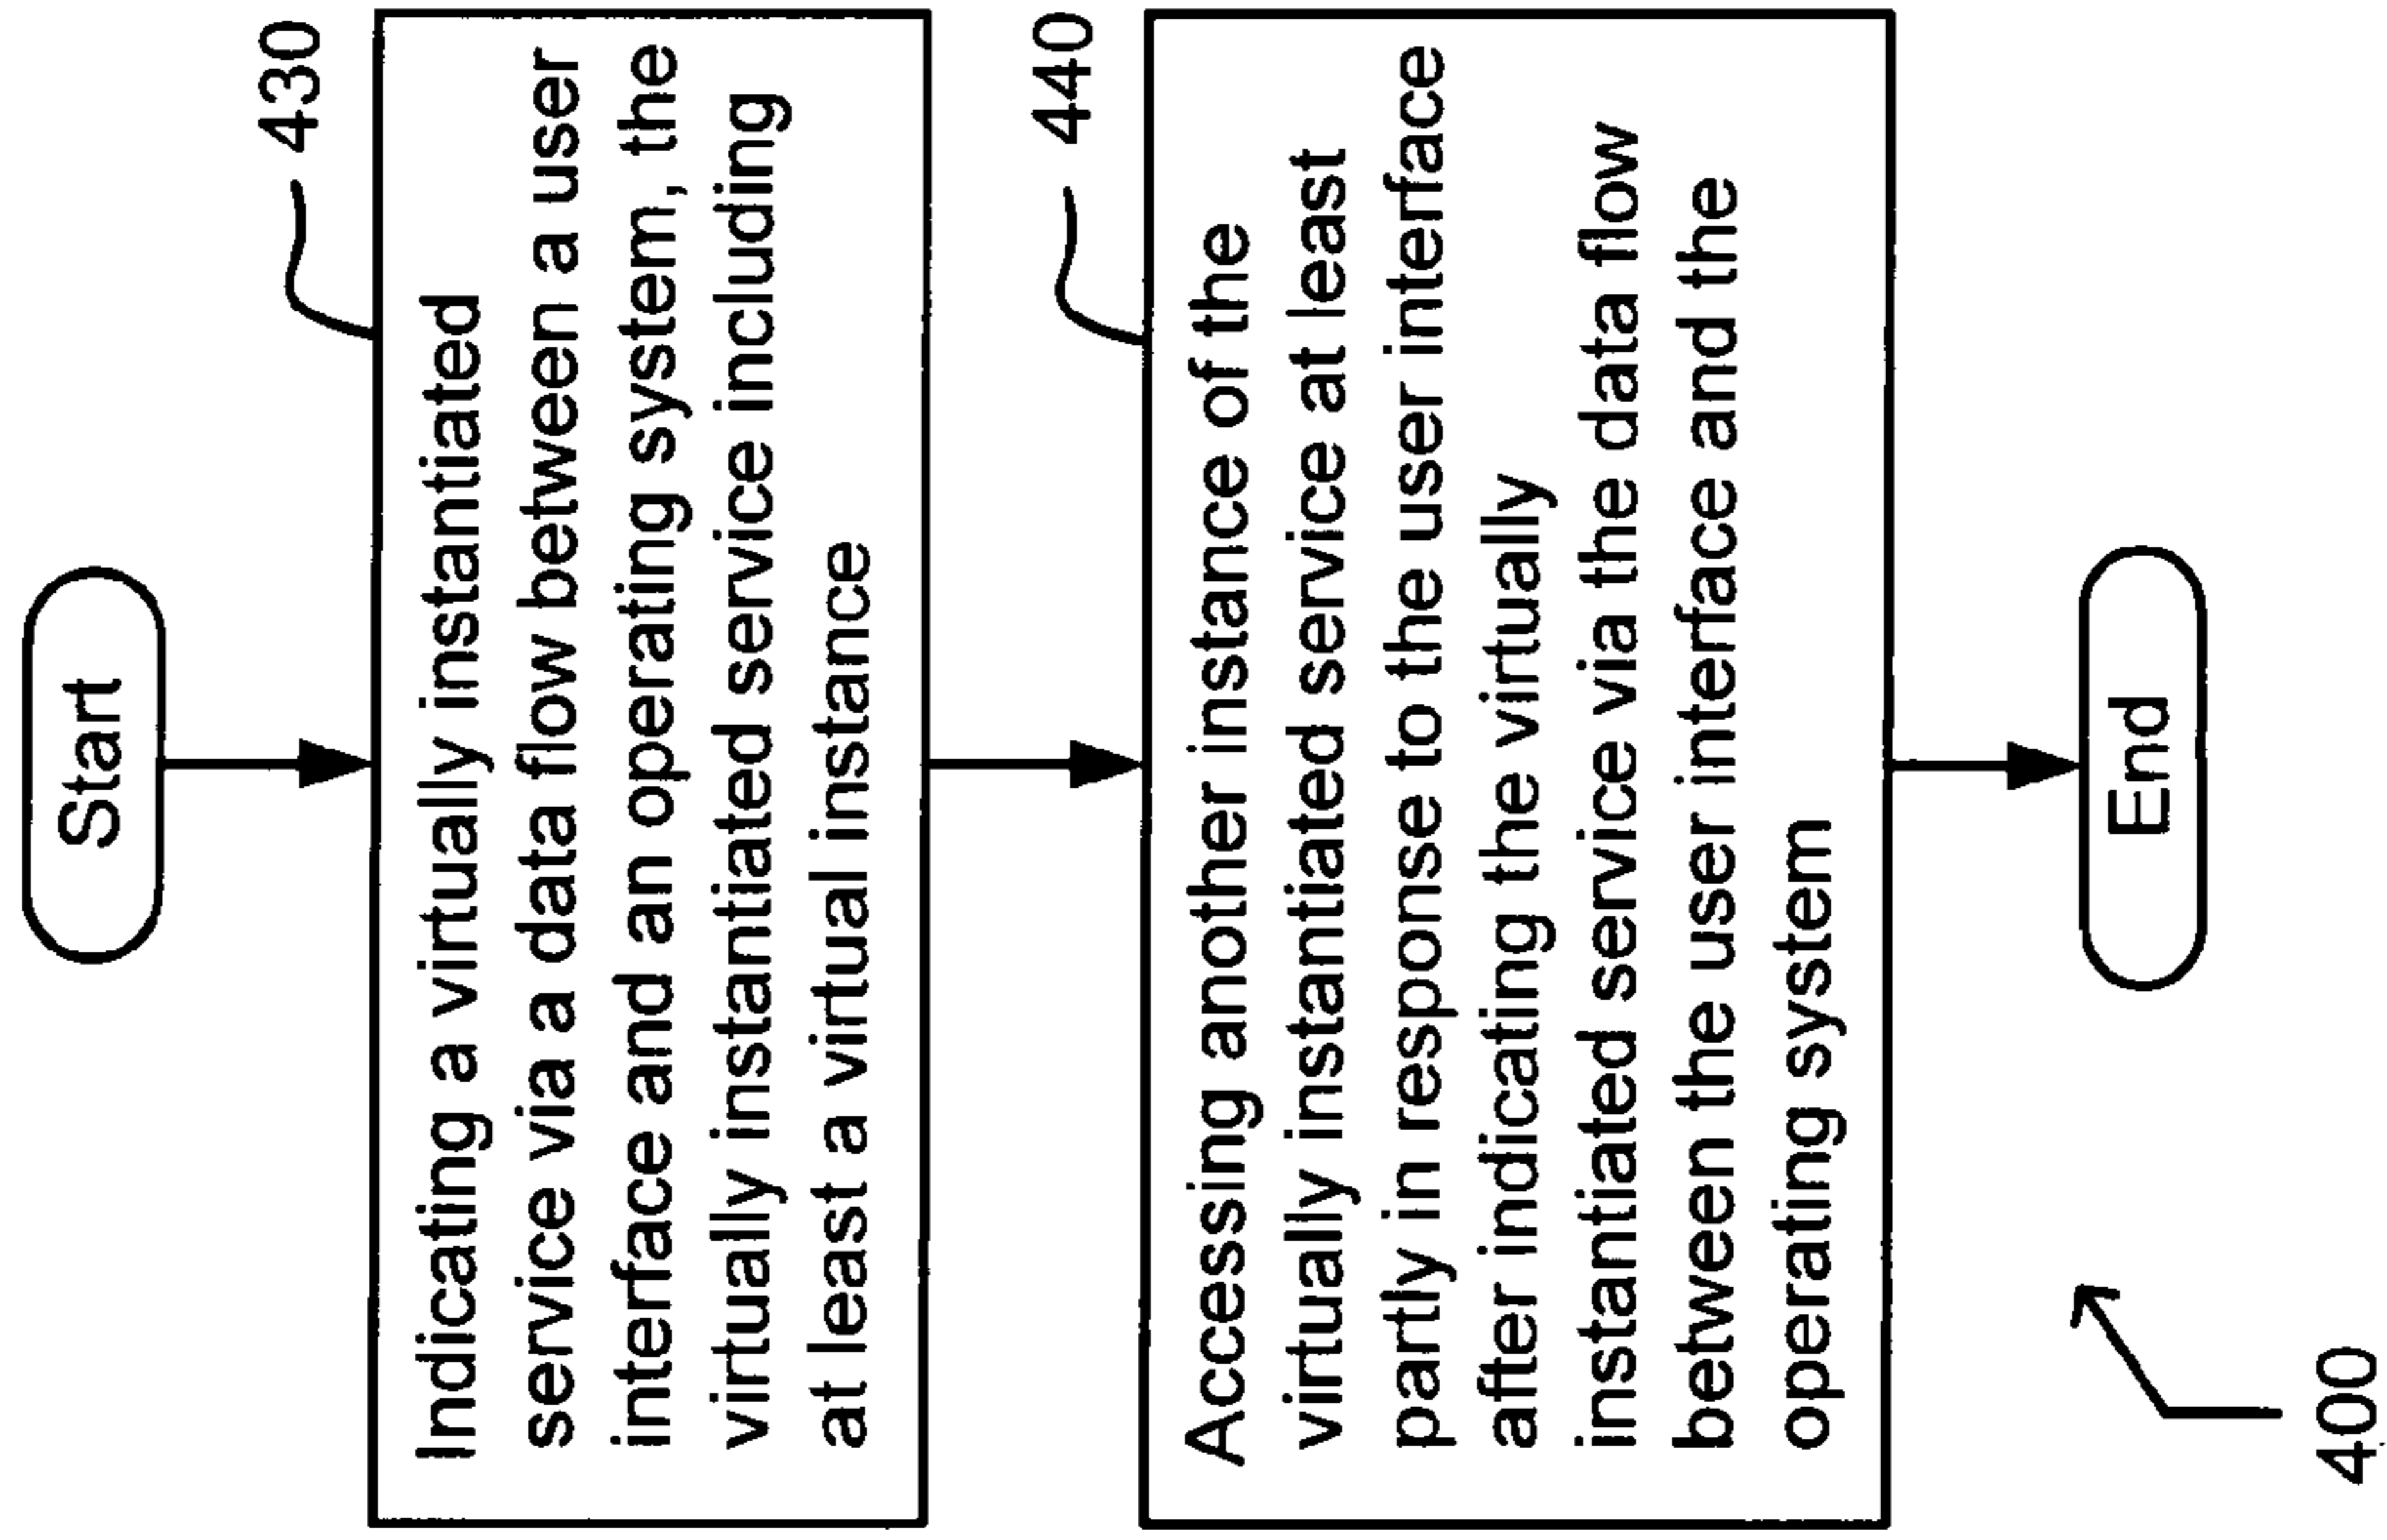 Start
430
Indicating a virtually instantiated
service via a data flow between a user
interface and an operating system, the
virtually instantiated service including
at least a virtual instance
440
Accessing another instance of the
virtually instantiated service at least
partly in response to the user interface
after indicating the virtually
instantiated service via the data flow
between the user interface and the
operating system
End
400